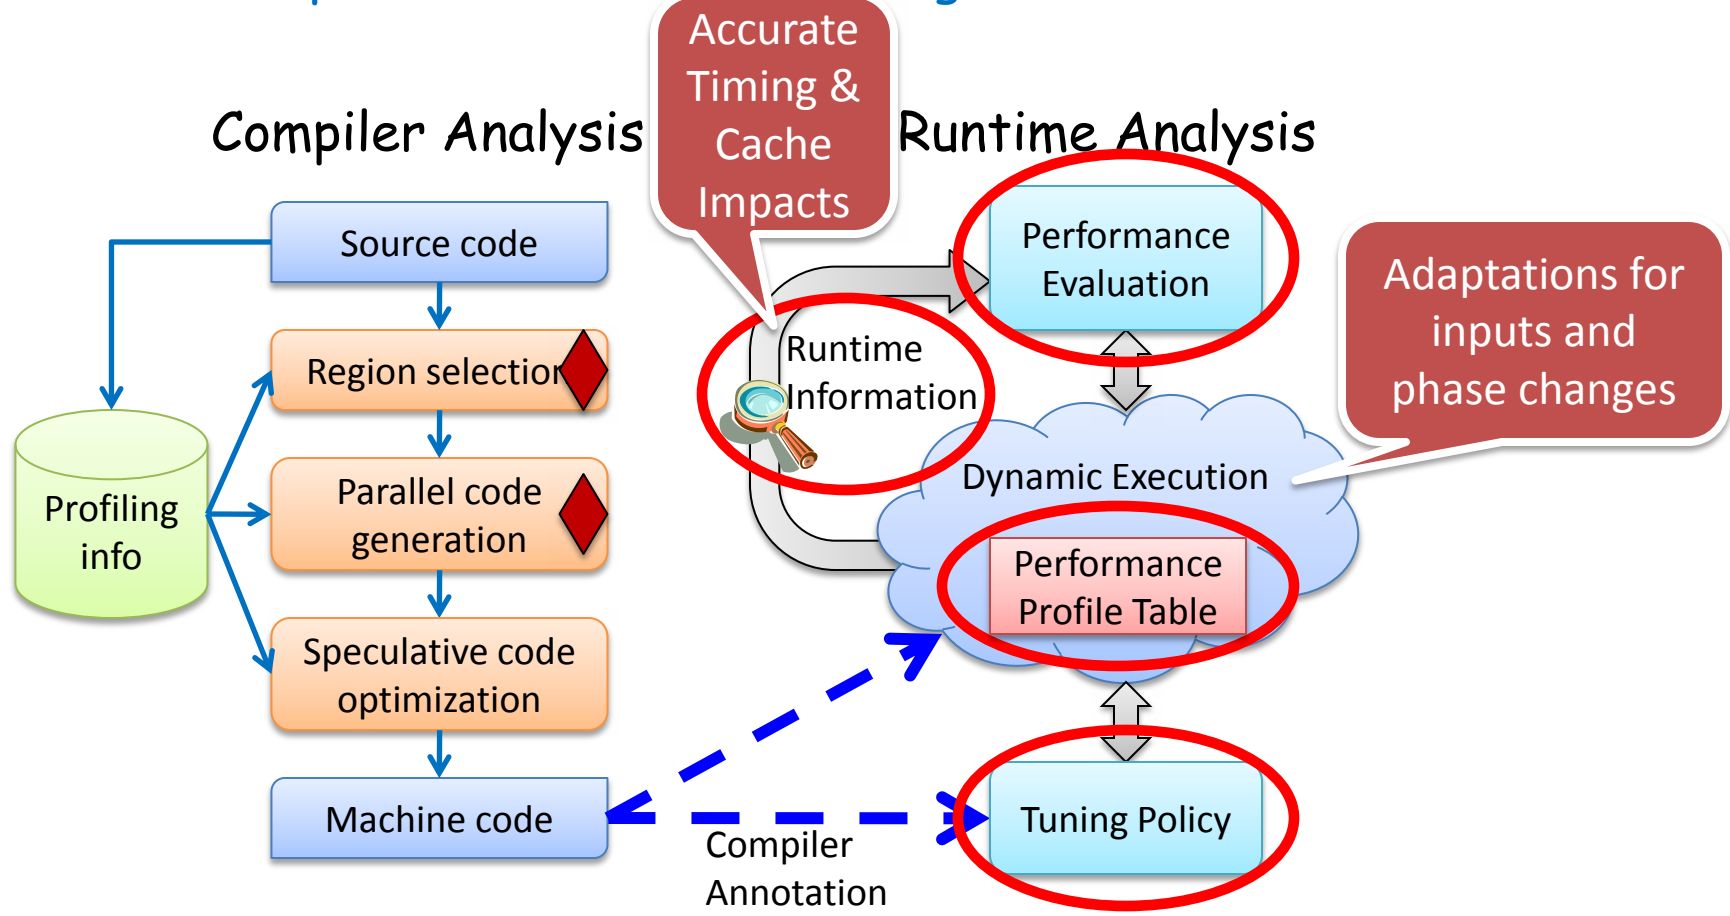 Accurate
Timing &
Cache
Impacts
Compiler Analysis
Runtime Analysis
Source code
Region selection
Parallel code
generation
Speculative code
optimization
Machine code
Profiling
info
Runtime
Information
Performance
Evaluation
Adaptations for
inputs and
phase changes
Dynamic Execution
Performance
Profile Table
Compiler
Annotation
Tuning Policy